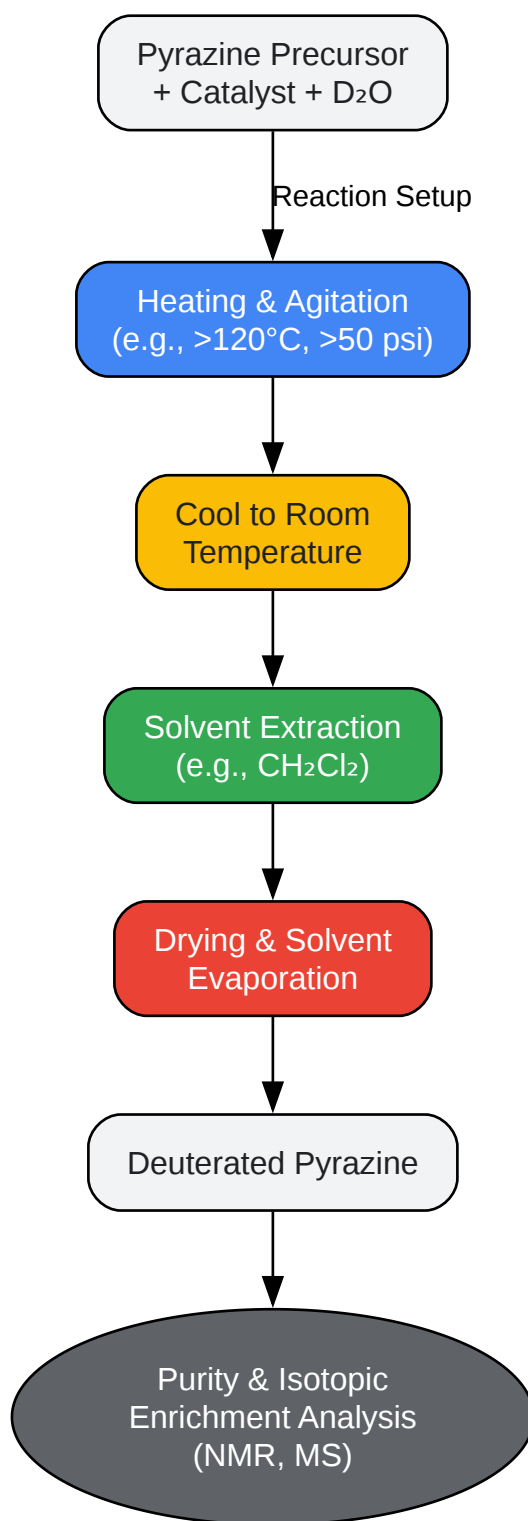 Pyrazine Precursor
+ Catalyst + D₂O
Reaction Setup
Heating & Agitation
(e.g., >120°C, >50 psi)
Cool to Room
Temperature
Solvent Extraction
(e.g., CH₂Cl₂)
Drying & Solvent
Evaporation
Deuterated Pyrazine
Purity & Isotopic
Enrichment Analysis
(NMR, MS)